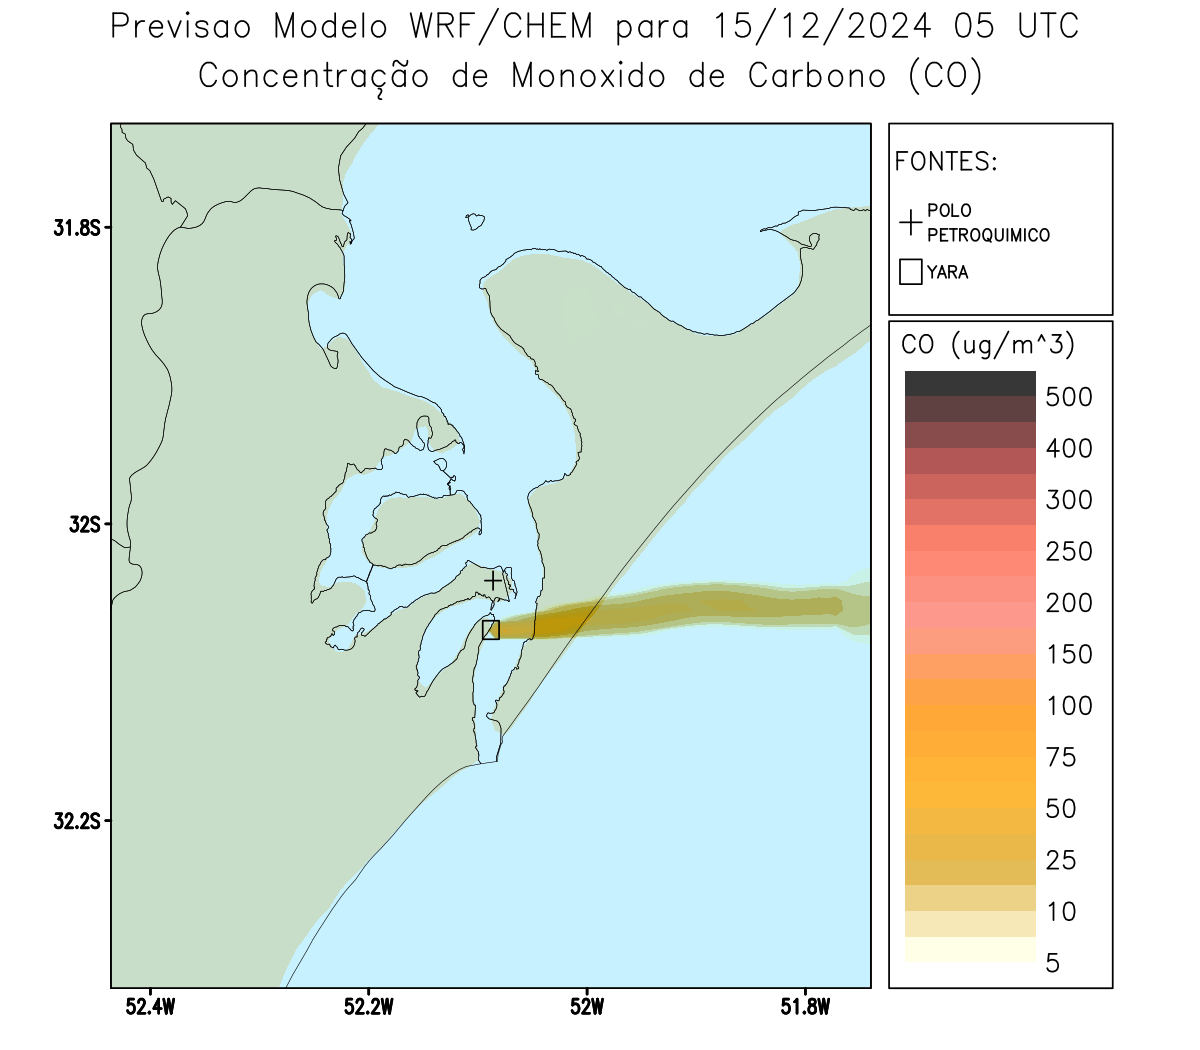 Previsao Modelo WRF/CHEM para 15/12/2024 05 UTC
Concentração de Monoxido de Carbono (CO)
FONTES:
POLO
PETROQUIMICO
YARA
CO (ug/m^3)
500
400
300
250
200
150
100
75
50
25
10
5
31.8S
32S
32.2S
52.4W
52.2W
52W
51.8W